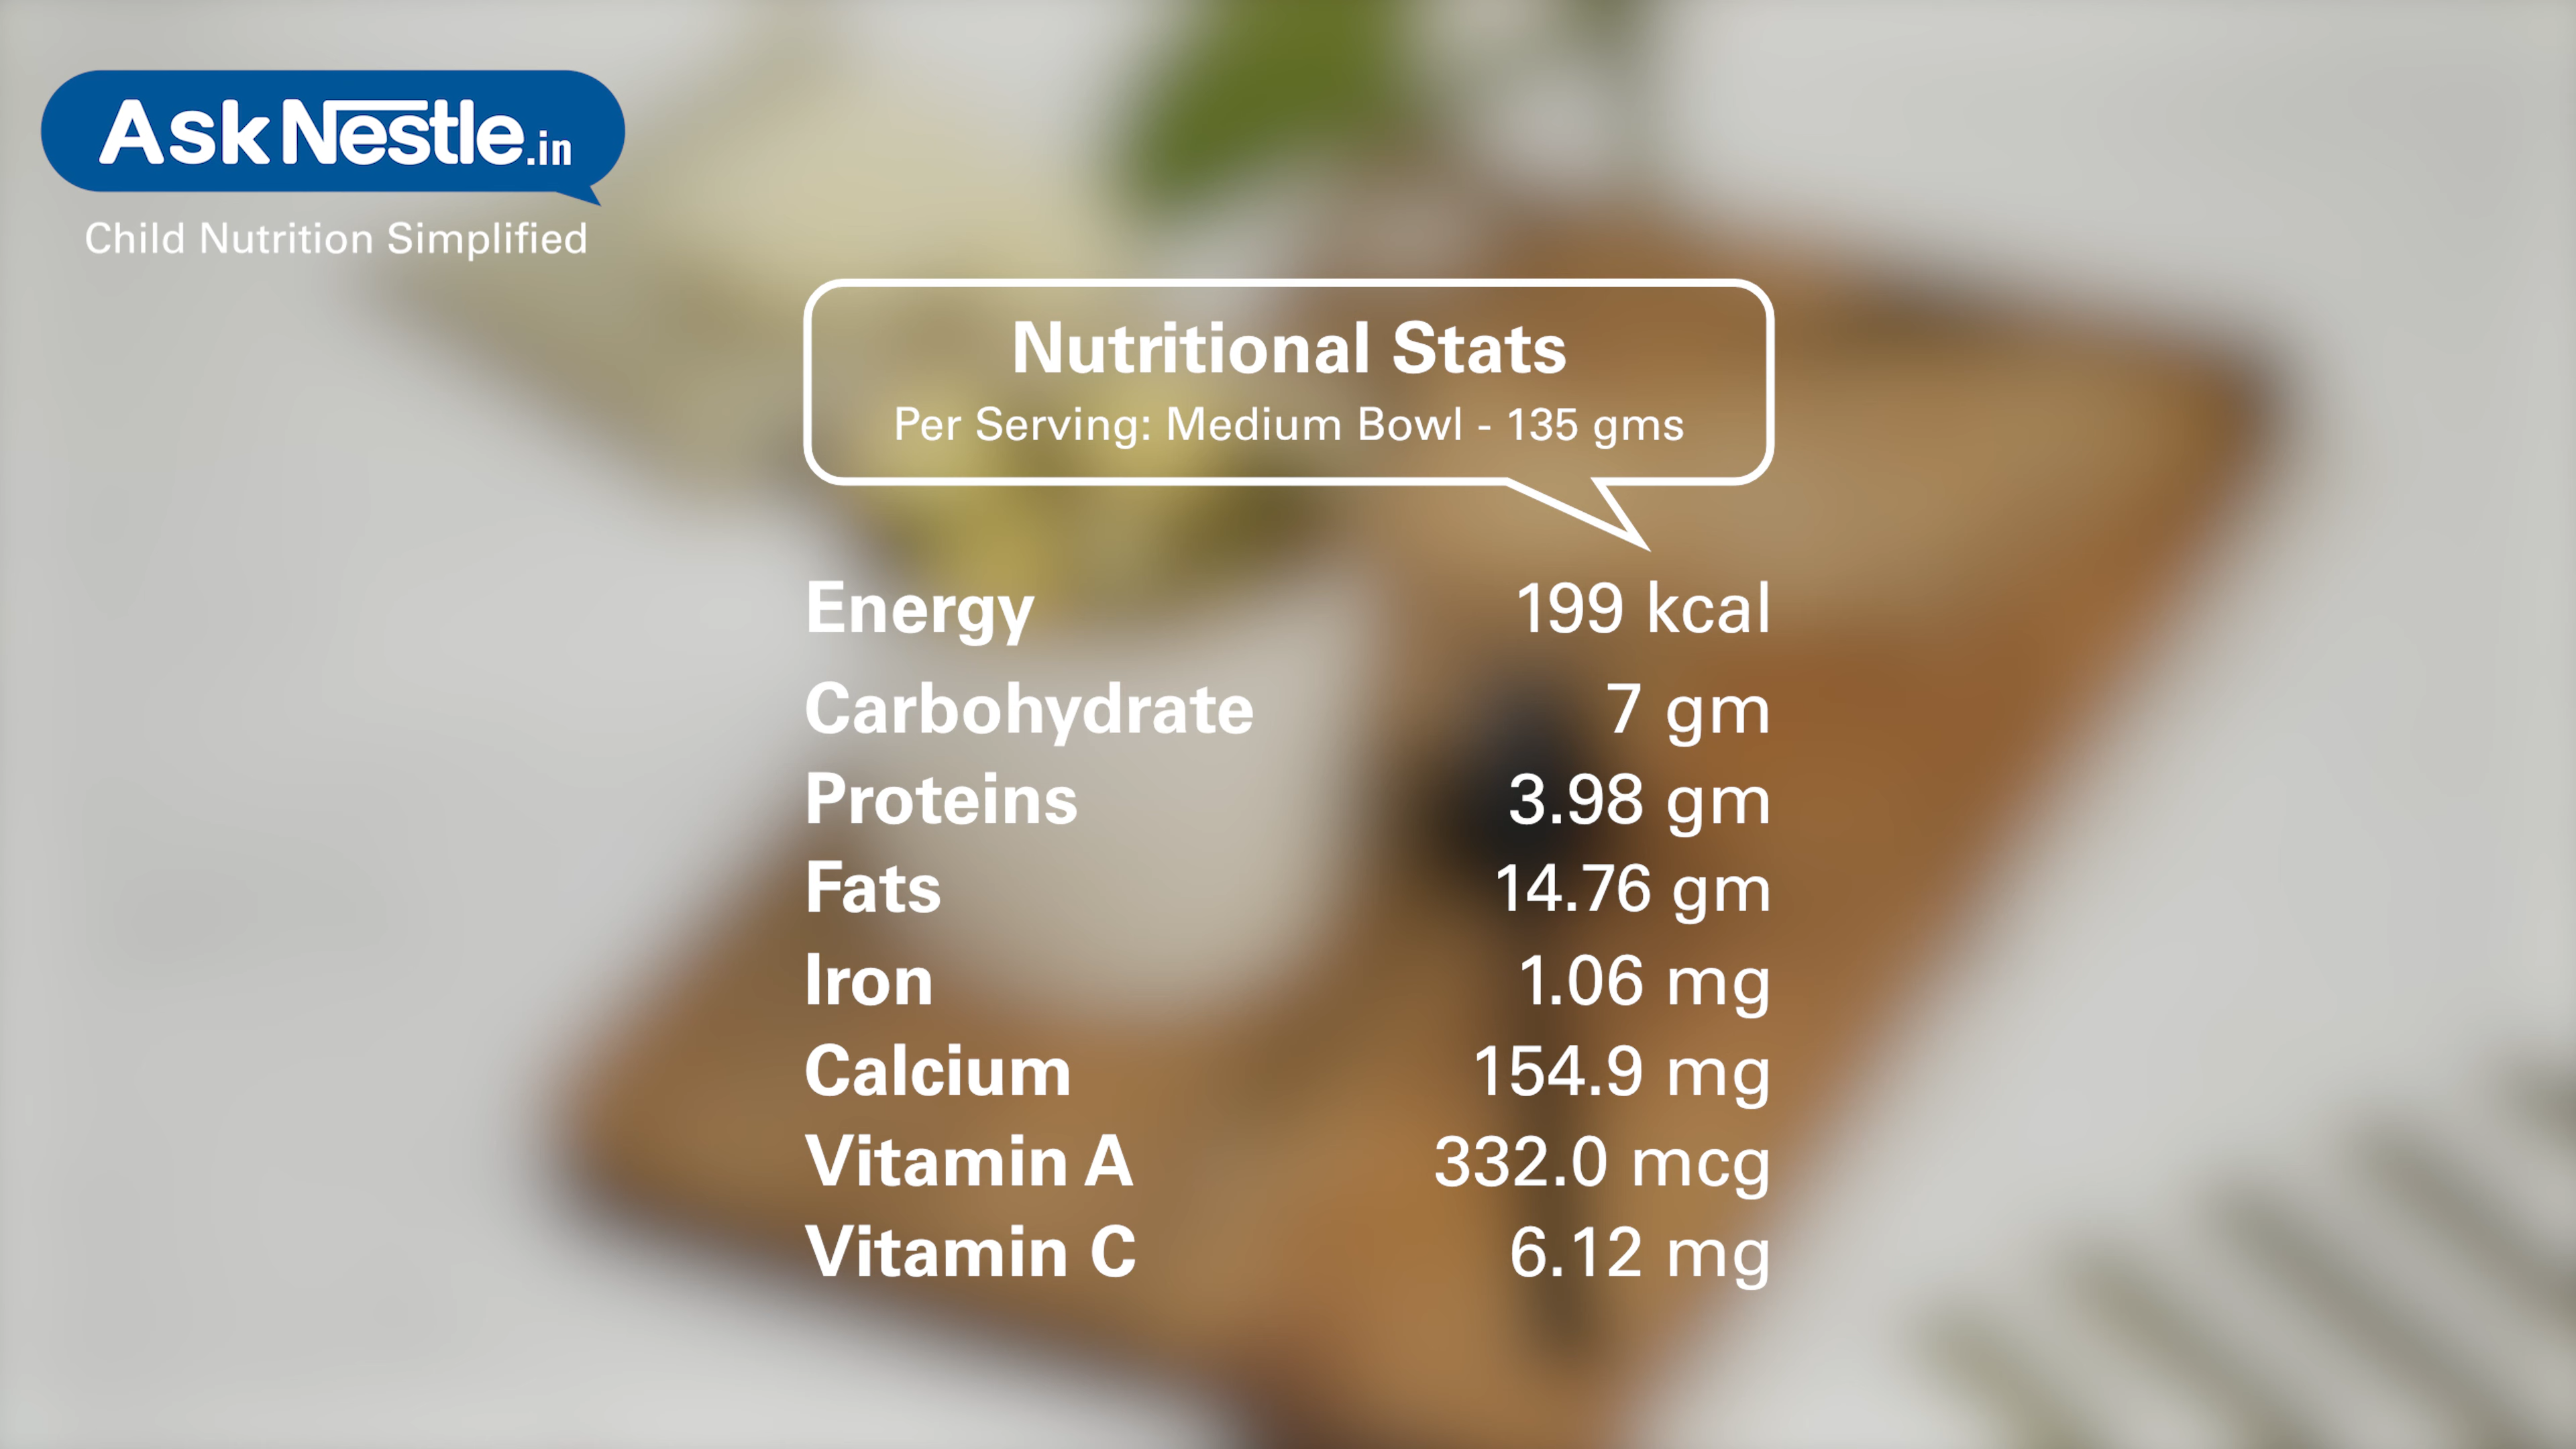 AskNestle.in
Child Nutrition Simplified
Nutritional Stats
Per Serving: Medium Bowl - 135 gms
Energy 199 kcal
Carbohydrate 7 gm
Proteins 3.98 gm
Fats 14.76 gm
Iron 1.06 mg
Calcium 154.9 mg
Vitamin A 332.0 mcg
Vitamin C 6.12 mg